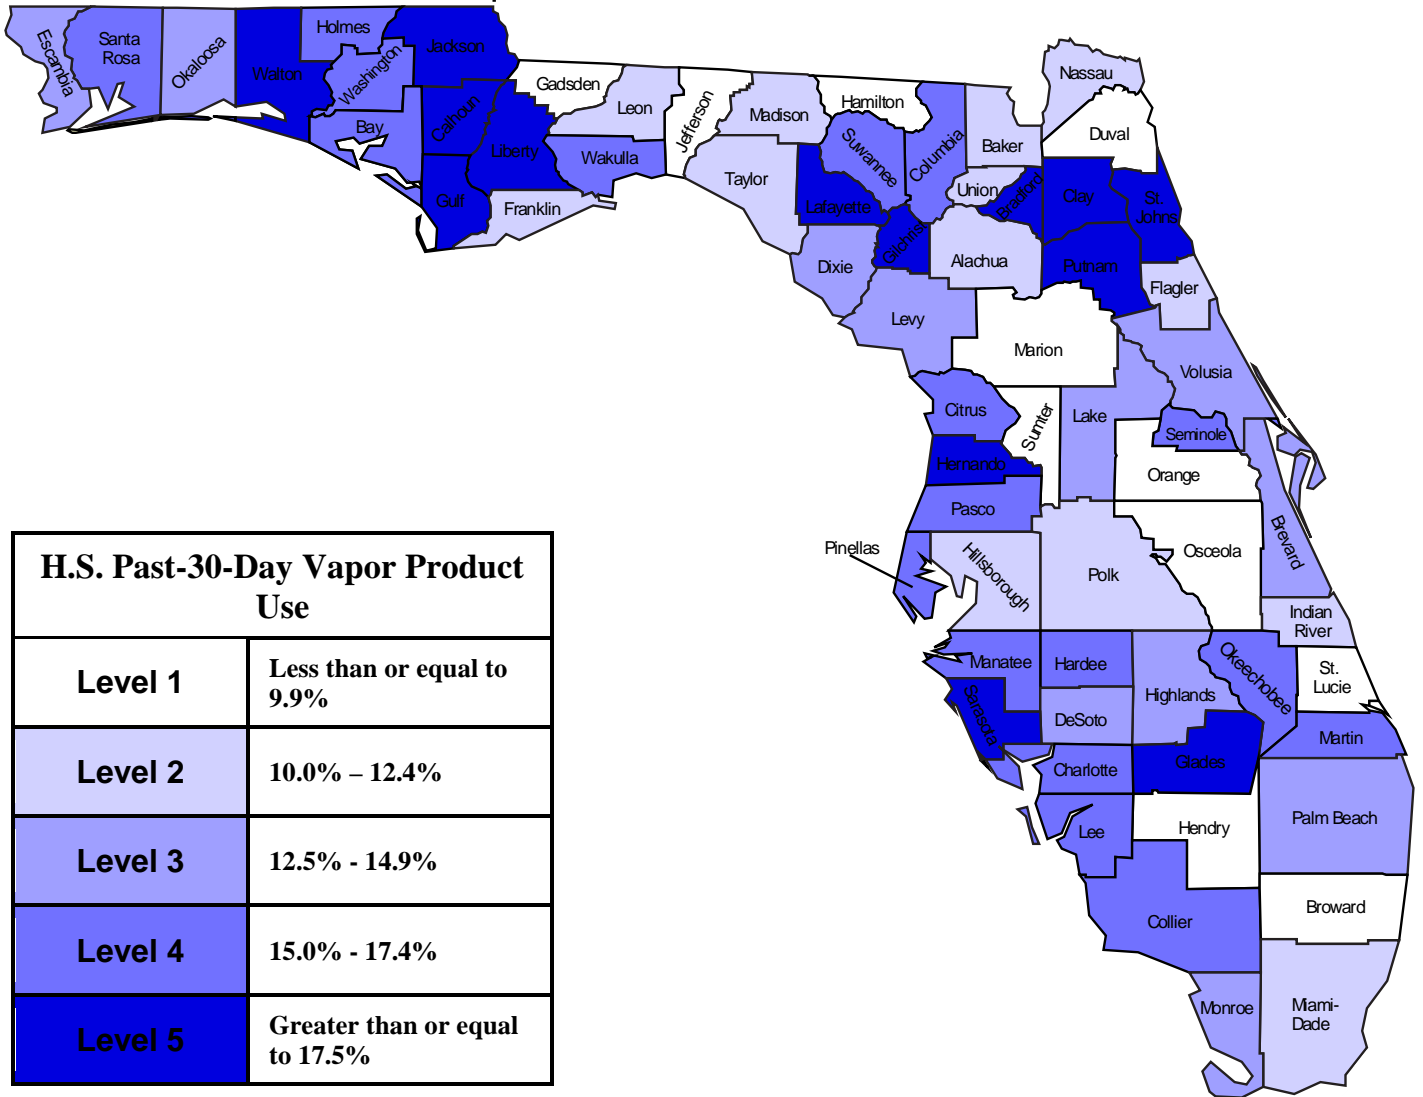 Escambia
Santa
Rosa
Okaloosa
Walton
Holmes
Washington
Jackson
Bay
Calhoun
Gulf
Liberty
Gadsden
Leon
Wakulla
Franklin
Jefferson
Madison
Taylor
Hamilton
Suwannee
Lafayette
Dixie
Columbia
Gilchrist
Levy
Baker
Union
Bradford
Alachua
Nassau
Duval
Clay
St.
Johns
Putnam
Flagler
Marion
Volusia
Citrus
Sumter
Lake
Seminole
Hernando
Orange
Pasco
Pinellas
Hillsborough
Polk
Osceola
Brevard
Indian
River
Manatee
Hardee
Highlands
Okeechobee
St.
Lucie
Sarasota
DeSoto
Charlotte
Glades
Martin
Lee
Hendry
Palm Beach
Collier
Broward
Monroe
Miami-
Dade
H.S. Past-30-Day Vapor Product
Use
Level 1
Less than or equal to
9.9%
Level 2
10.0% – 12.4%
Level 3
12.5% - 14.9%
Level 4
15.0% - 17.4%
Level 5
Greater than or equal
to 17.5%